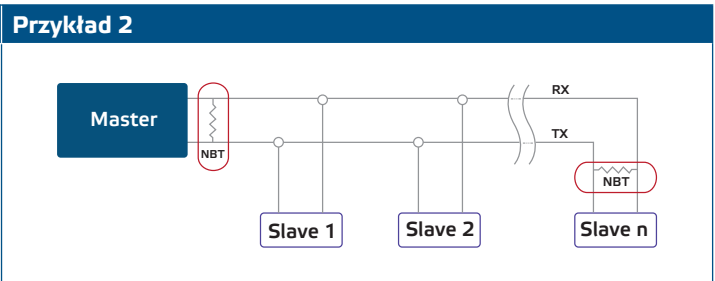 Przykład 2
RX
Master
TX
NBT
NBT
Slave 1
Slave 2
Slave n